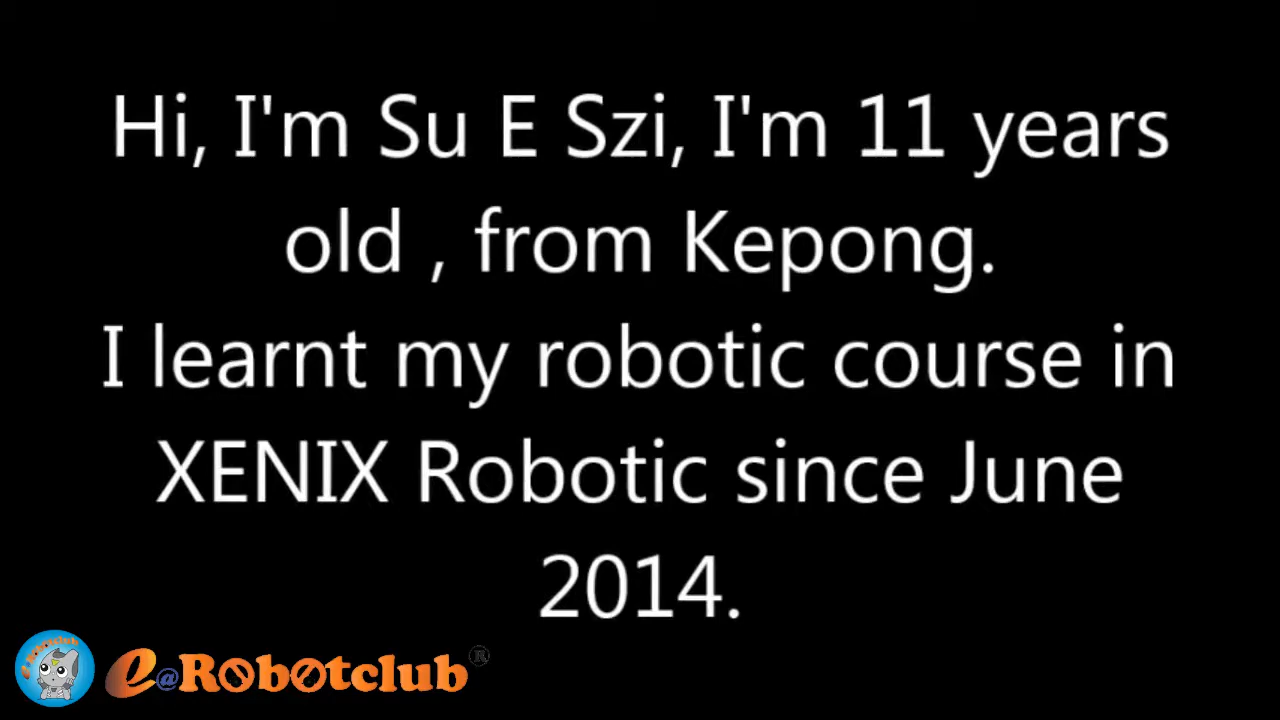 Hi, I'm Su E Szi, I'm 11 years
old , from Kepong.
I learnt my robotic course in
XENIX Robotic since June
2014.
e-Robotclub
e@Robotclub®